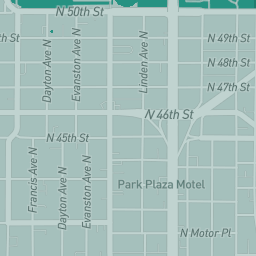 N 50th St
th St
N 49th St
Dayton Ave N
Evanston Ave N
Linden Ave N
N 48th St
N 47th St
N 46th St
N 45th St
Francis Ave N
Dayton Ave N
Evanston Ave N
Park Plaza Motel
N Motor Pl